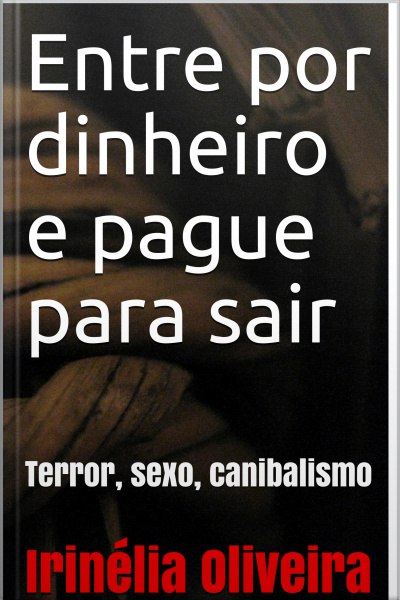 Entre por
dinheiro
e pague
para sair
Terror, sexo, canibalismo
Irinélia Oliveira